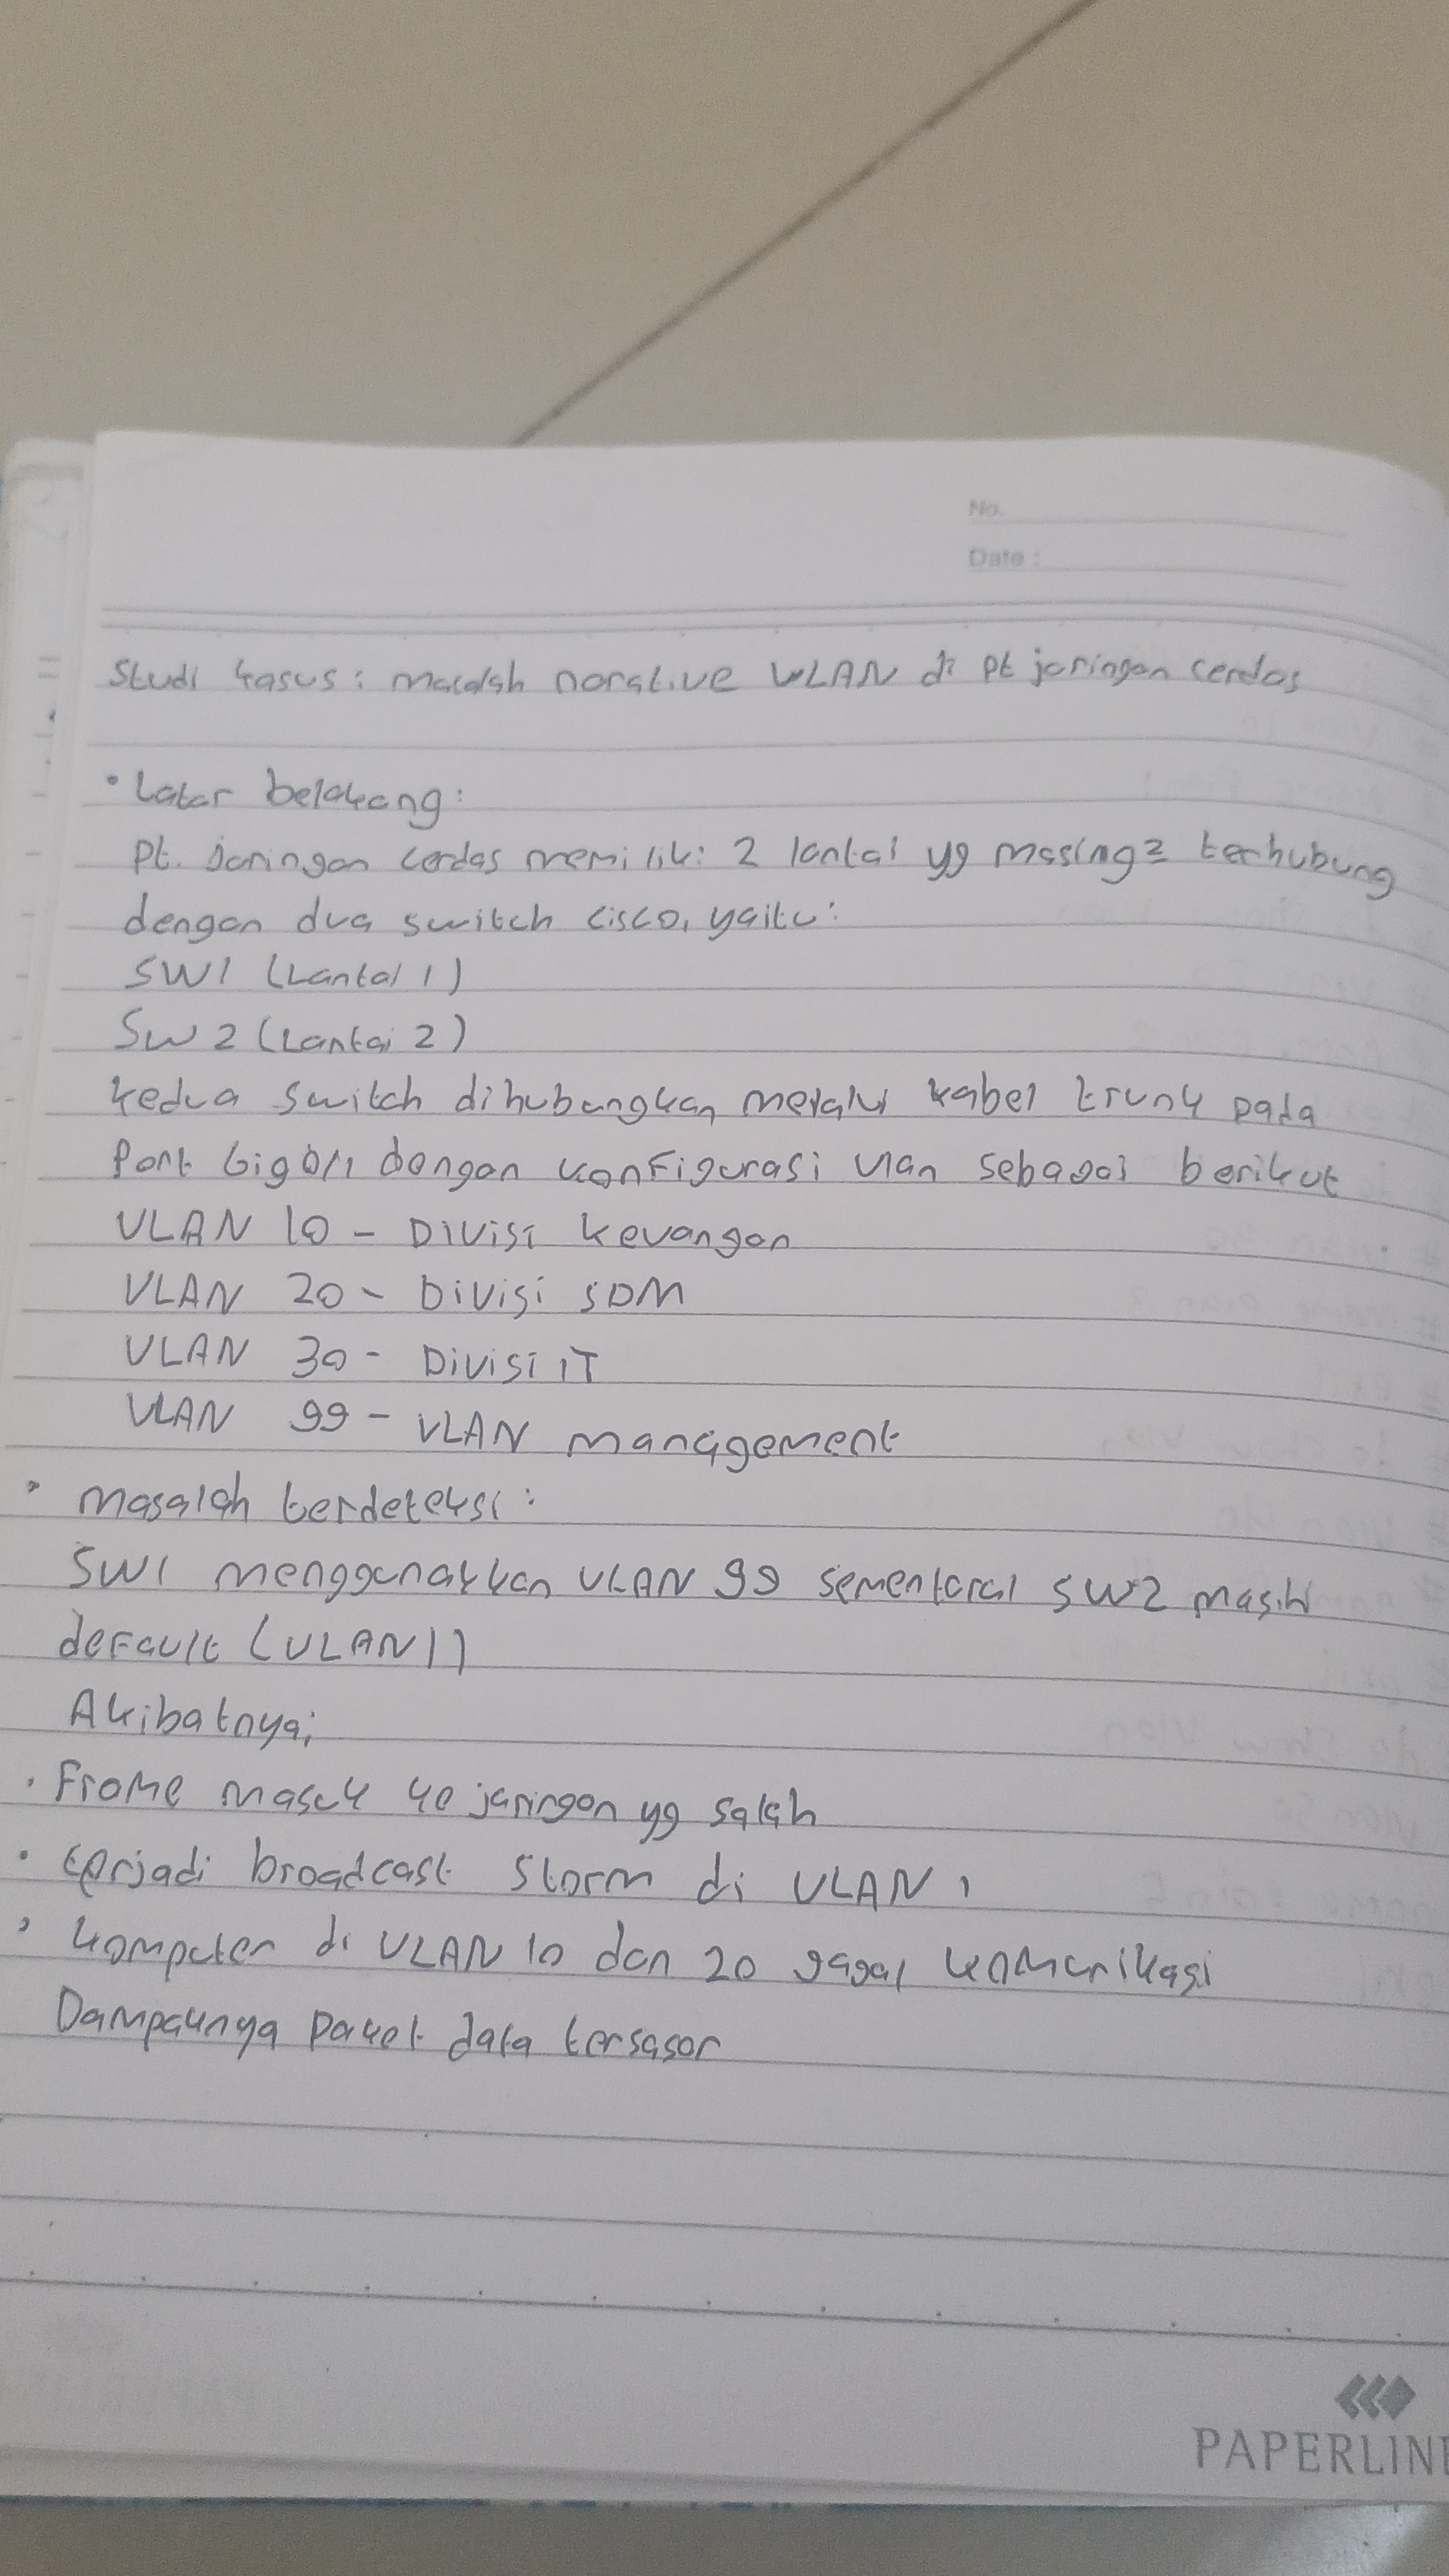 No.
Date :
Studi kasus : masalah norative VLAN di pt jaringan cerdas
• Latar belakang :
Pt. jaringan cerdas memiliki 2 lantai yg masing2 terhubung
dengan dua switch cisco, yaitu :
SW1 (Lantai 1)
SW 2 (Lantai 2)
kedua switch dihubungkan melalui kabel trunk pada
Port Gig 0/1 dengan konfigurasi vlan sebagai berikut
VLAN 10 - Divisi keuangan
VLAN 20 - Divisi SDM
VLAN 30 - Divisi iT
VLAN 99 - VLAN management
• masalah terdeteksi :
SW1 menggunakan VLAN 99 sementara SW2 masih
default (VLAN 1)
Akibatnya;
• Frame masuk ke jaringan yg salah
• terjadi broadcast storm di VLAN 1
• komputer di VLAN 10 dan 20 gagal komunikasi
Dampaknya paket data tersasar
PAPERLINE